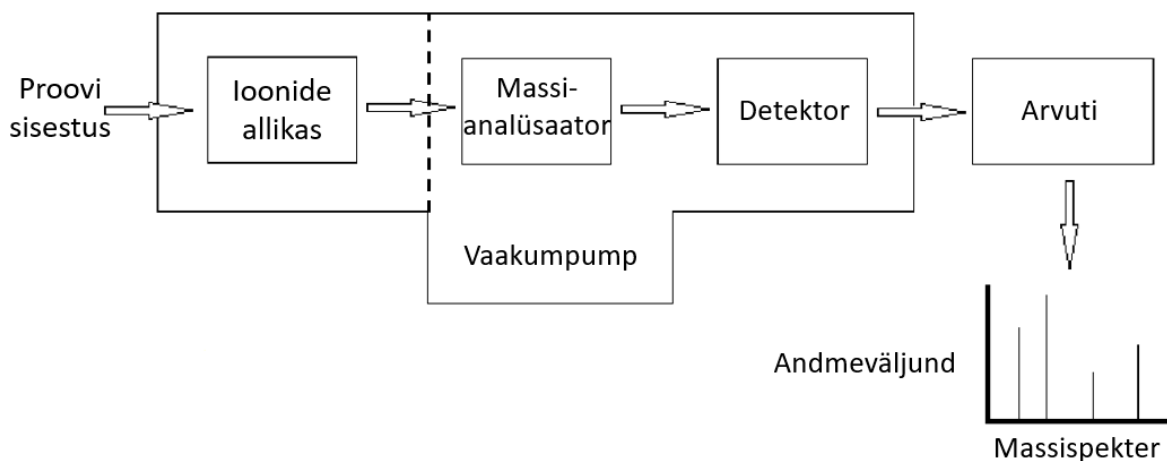 Proovi
sisestus
Ioonide
allikas
Massi-
analüsaator
Detektor
Arvuti
Vaakumpump
Andmeväljund
Massispekter